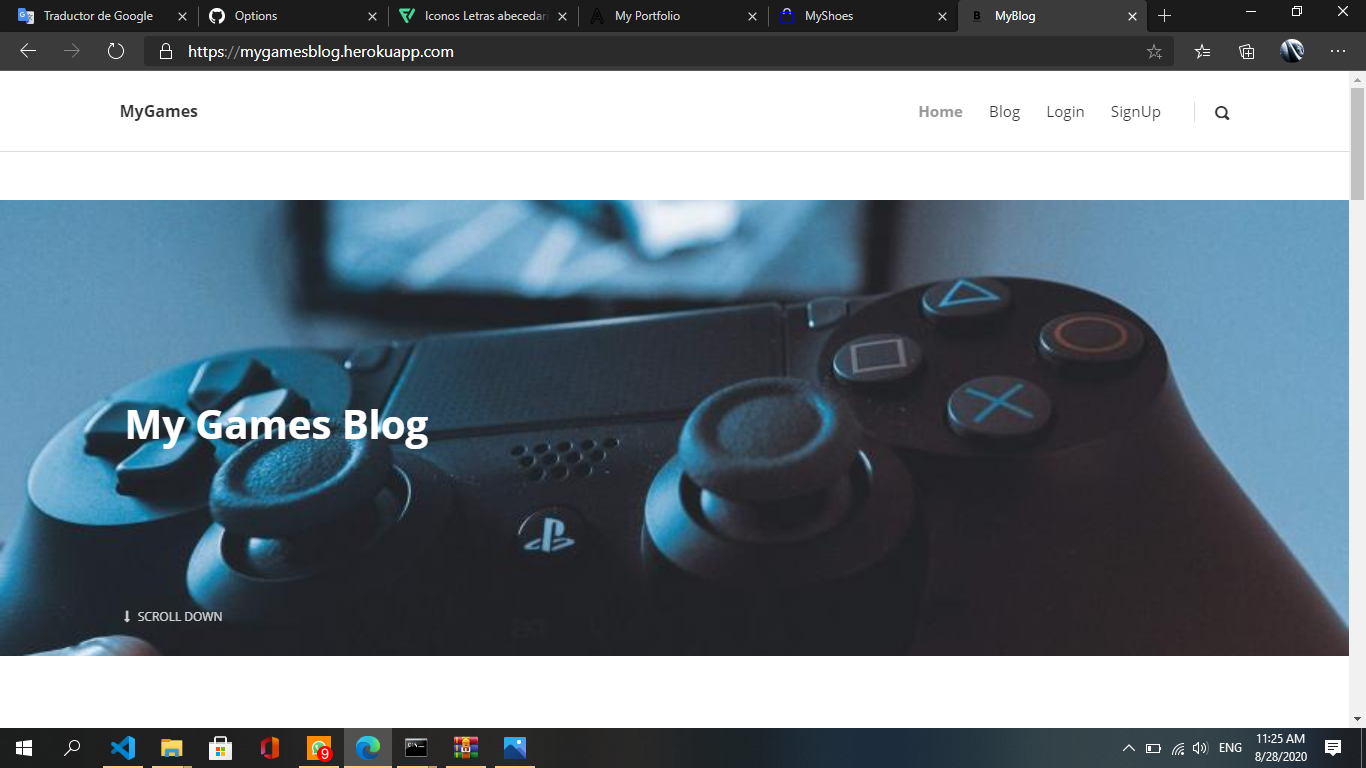 Traductor de Google
Options
Iconos Letras abecedari
My Portfolio
MyShoes
B MyBlog
https://mygamesblog.herokuapp.com
MyGames
Home Blog Login SignUp
My Games Blog
SCROLL DOWN
9
ENG
11:25 AM
8/28/2020